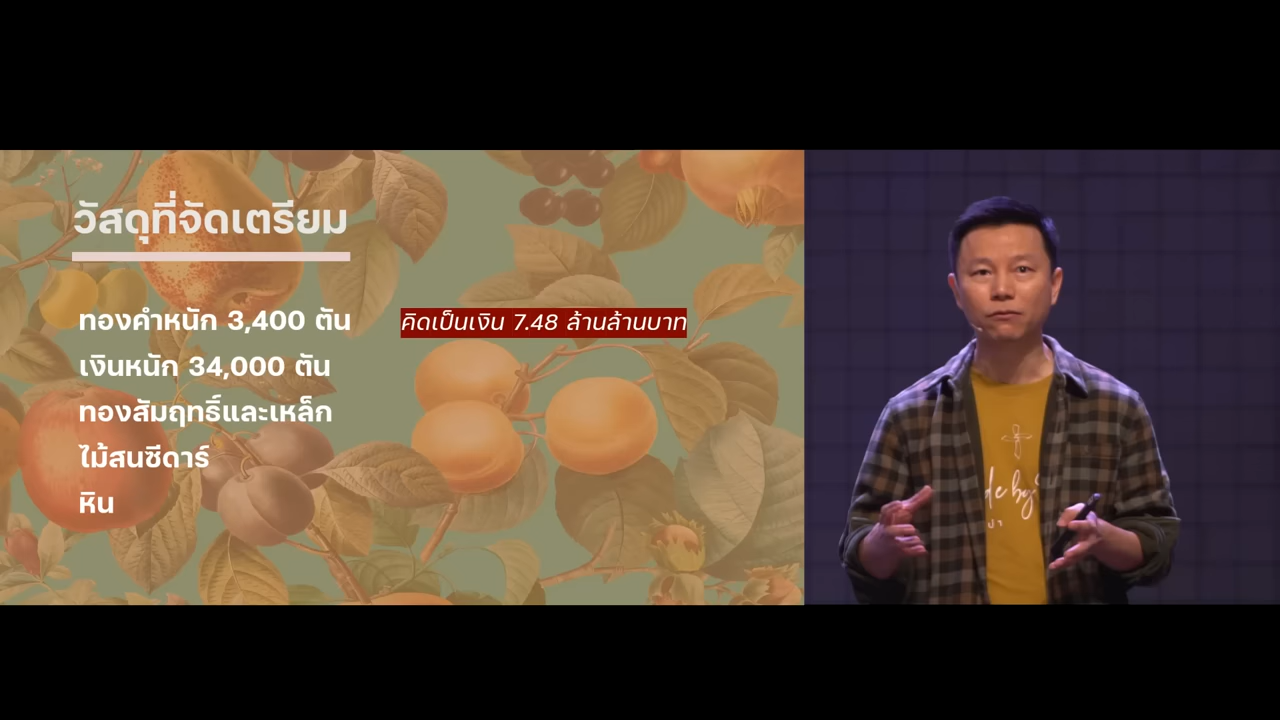 วัสดุที่จัดเตรียม
ทองคำหนัก 3,400 ตัน
คิดเป็นเงิน 7.48 ล้านล้านบาท
เงินหนัก 34,000 ตัน
ทองสัมฤทธิ์และเหล็ก
ไม้สนซีดาร์
หิน
de by